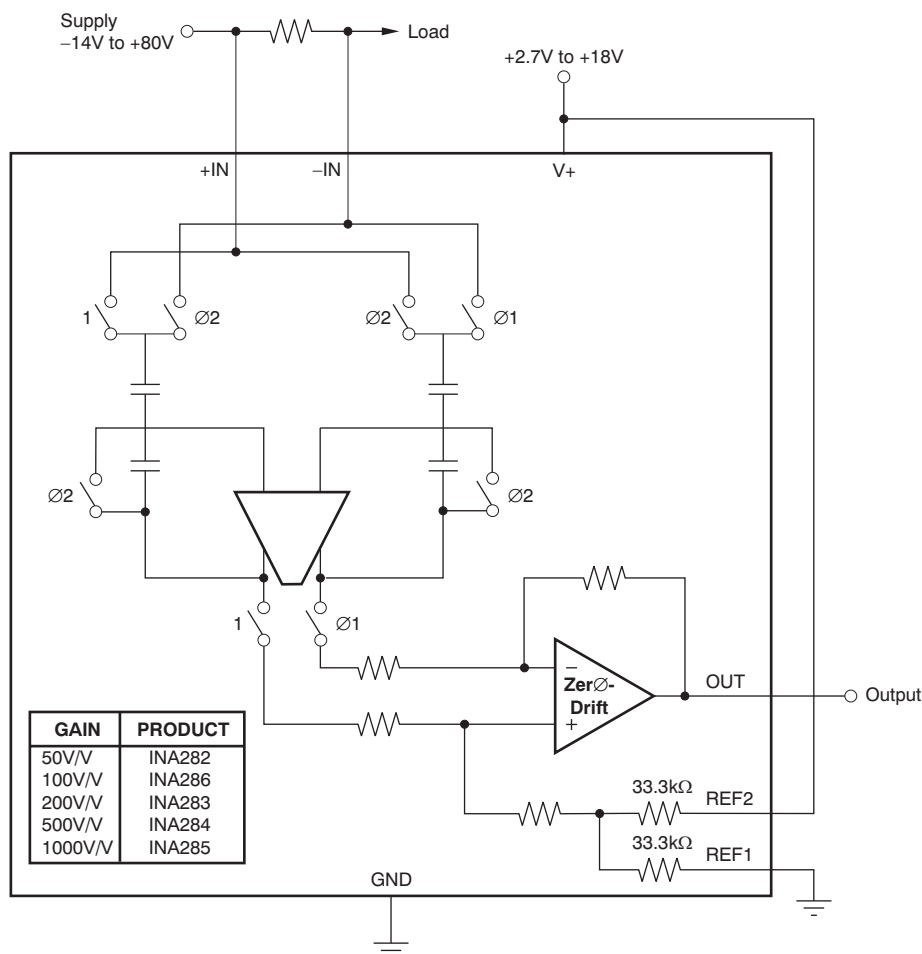 Supply
−14V to +80V
Load
+2.7V to +18V
+IN
−IN
V+
1
Ø2
Ø2
Ø1
Ø2
Ø2
1
Ø1
−
ZerØ-
Drift
+
OUT
Output
GAIN PRODUCT
50V/V INA282
100V/V INA286
200V/V INA283
500V/V INA284
1000V/V INA285
33.3kΩ
REF2
33.3kΩ
REF1
GND